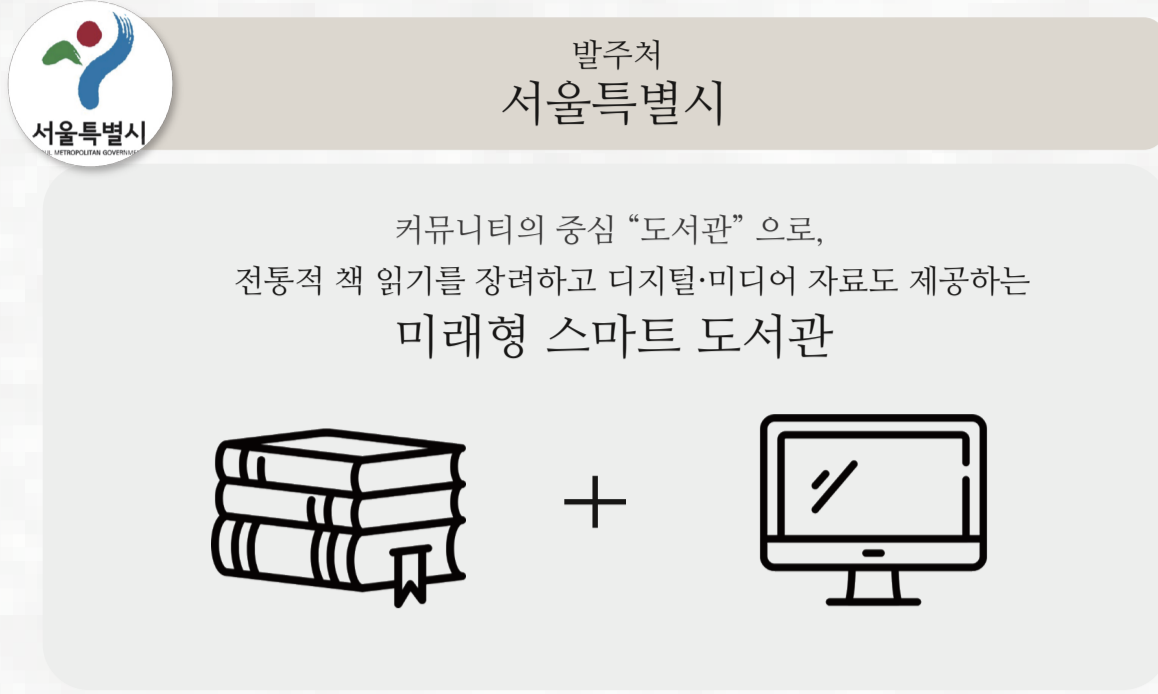 서울특별시
METROPOLITAN
발주처
서울특별시
커뮤니티의 중심 “도서관” 으로,
전통적 책 읽기를 장려하고 디지털·미디어 자료도 제공하는
미래형 스마트 도서관